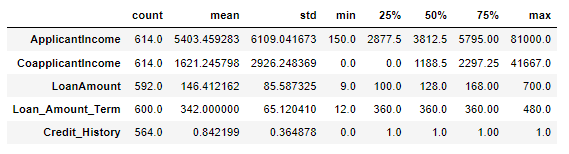 count mean std min 25% 50% 75% max
ApplicantIncome 614.0 5403.459283 6109.041673 150.0 2877.5 3812.5 5795.00 81000.0
CoapplicantIncome 614.0 1621.245798 2926.248369 0.0 0.0 1188.5 2297.25 41667.0
LoanAmount 592.0 146.412162 85.587325 9.0 100.0 128.0 168.00 700.0
Loan_Amount_Term 600.0 342.000000 65.120410 12.0 360.0 360.0 360.00 480.0
Credit_History 564.0 0.842199 0.364878 0.0 1.0 1.0 1.00 1.0